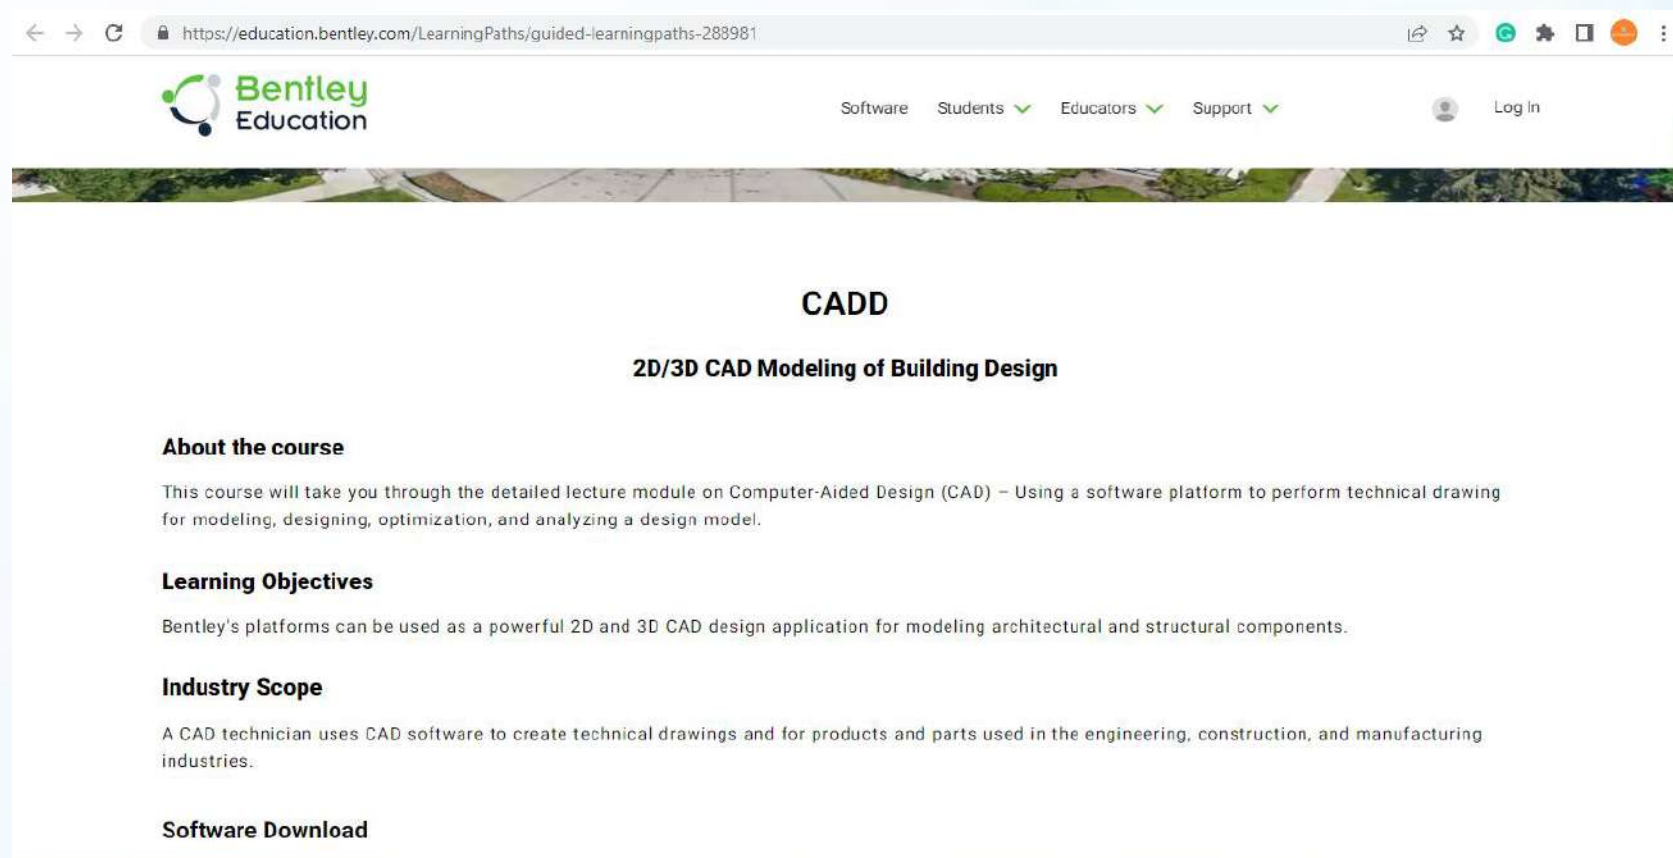 https://education.bentley.com/LearningPaths/guided-learningpaths-288981
Bentley
Education
Software Students Educators Support Log In
CADD
2D/3D CAD Modeling of Building Design
About the course
This course will take you through the detailed lecture module on Computer-Aided Design (CAD) – Using a software platform to perform technical drawing
for modeling, designing, optimization, and analyzing a design model.
Learning Objectives
Bentley's platforms can be used as a powerful 2D and 3D CAD design application for modeling architectural and structural components.
Industry Scope
A CAD technician uses CAD software to create technical drawings and for products and parts used in the engineering, construction, and manufacturing
industries.
Software Download